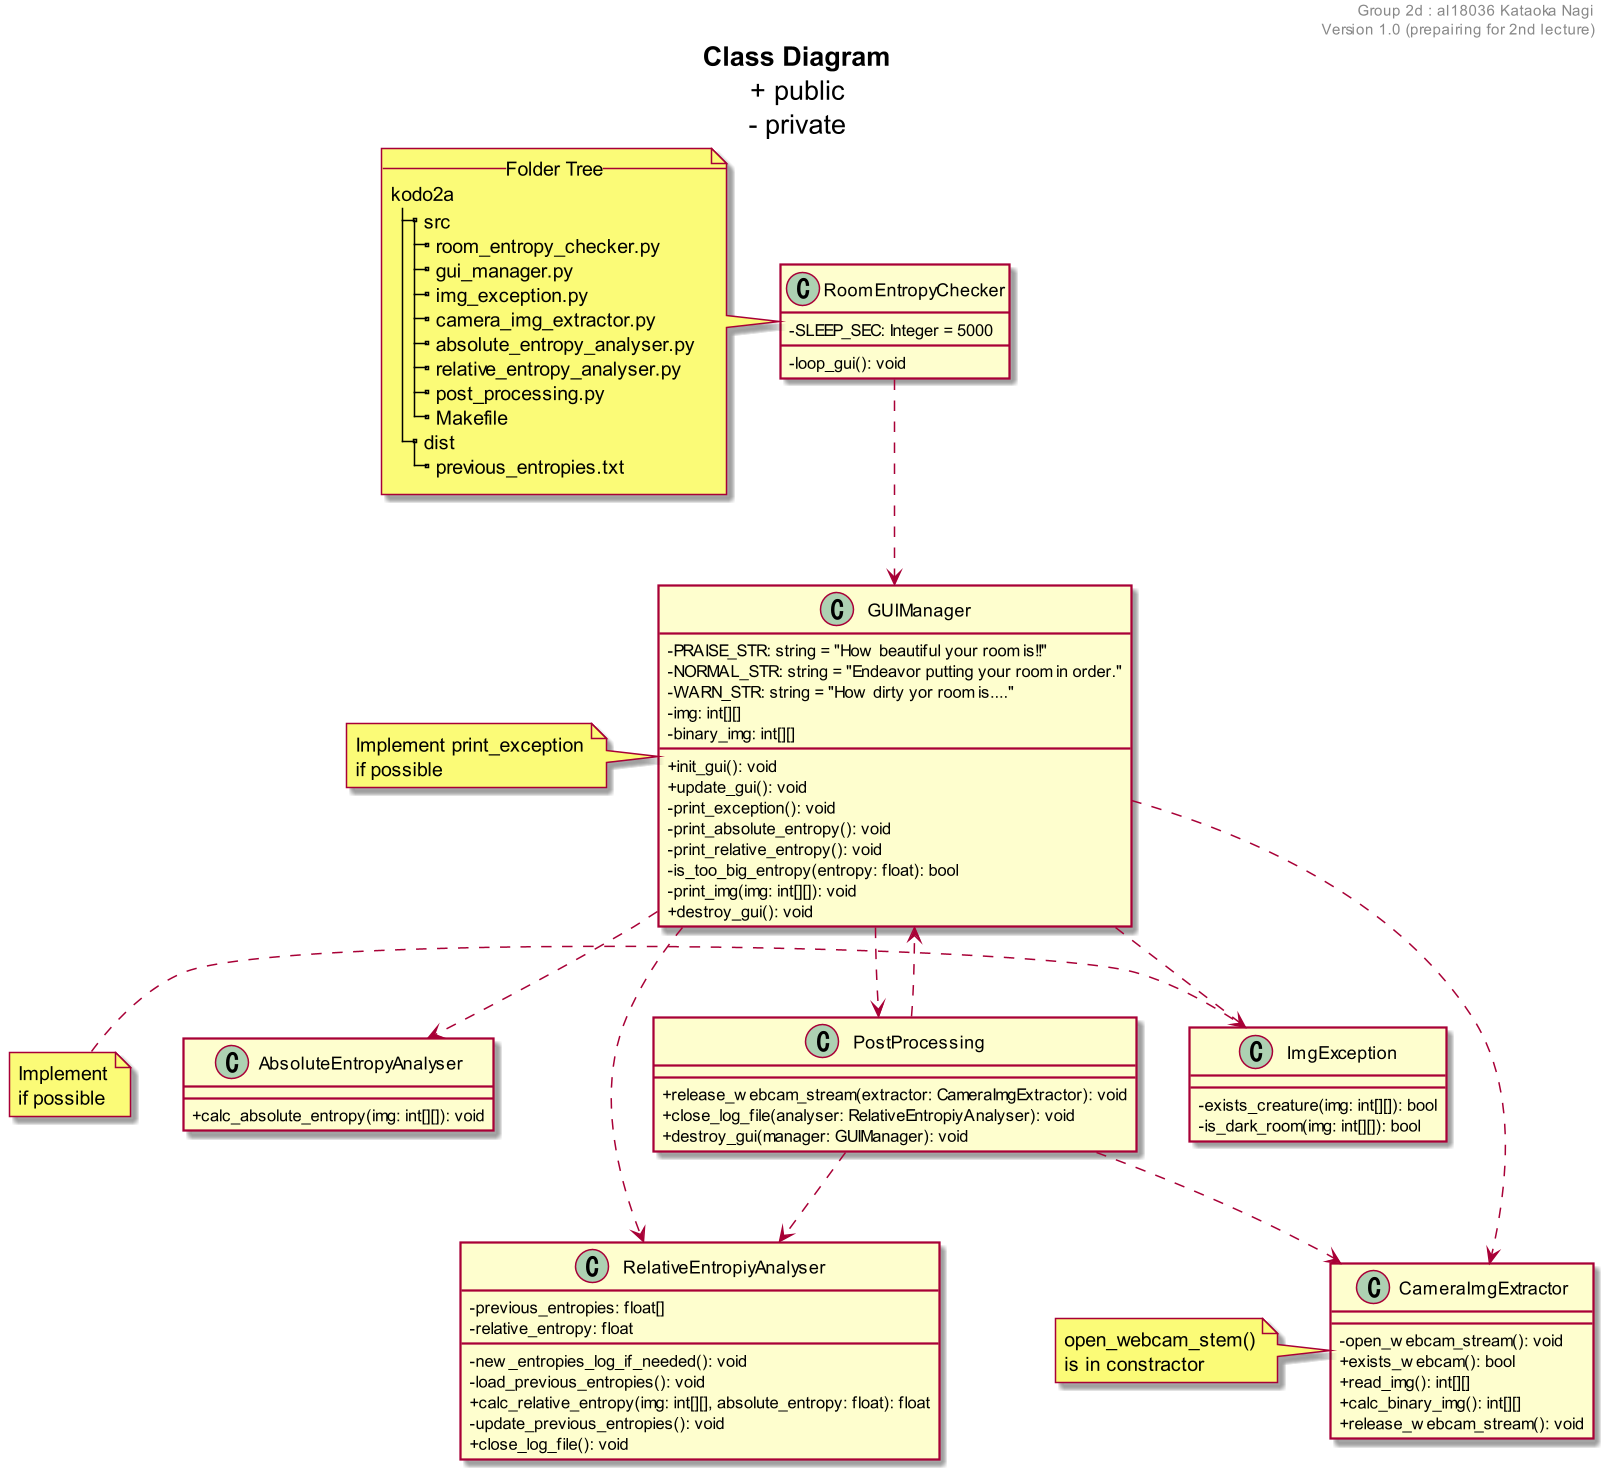 Group 2d : al18036 Kataoka Nagi
Version 1.0 (prepairing for 2nd lecture)
Class Diagram
+ public
- private
Folder Tree
kodo2a
src
room_entropy_checker.py
gui_manager.py
img_exception.py
camera_img_extractor.py
absolute_entropy_analyser.py
relative_entropy_analyser.py
post_processing.py
Makefile
dist
previous_entropies.txt
C RoomEntropyChecker
-SLEEP_SEC: Integer = 5000
-loop_gui(): void
C GUIManager
-PRAISE_STR: string = "How beautiful your room is!!"
-NORMAL_STR: string = "Endeavor putting your room in order."
-WARN_STR: string = "How dirty yor room is...."
-img: int[][]
-binary_img: int[][]
+init_gui(): void
+update_gui(): void
-print_exception(): void
-print_absolute_entropy(): void
-print_relative_entropy(): void
-is_too_big_entropy(entropy: float): bool
-print_img(img: int[][]): void
+destroy_gui(): void
Implement print_exception
if possible
Implement
if possible
C AbsoluteEntropyAnalyser
+calc_absolute_entropy(img: int[][]): void
C PostProcessing
+release_webcam_stream(extractor: CameraImgExtractor): void
+close_log_file(analyser: RelativeEntropiyAnalyser): void
+destroy_gui(manager: GUIManager): void
C ImgException
-exists_creature(img: int[][]): bool
-is_dark_room(img: int[][]): bool
C RelativeEntropiyAnalyser
-previous_entropies: float[]
-relative_entropy: float
-new_entropies_log_if_needed(): void
-load_previous_entropies(): void
+calc_relative_entropy(img: int[][], absolute_entropy: float): float
-update_previous_entropies(): void
+close_log_file(): void
open_webcam_stem()
is in constractor
C CameraImgExtractor
-open_webcam_stream(): void
+exists_webcam(): bool
+read_img(): int[][]
+calc_binary_img(): int[][]
+release_webcam_stream(): void